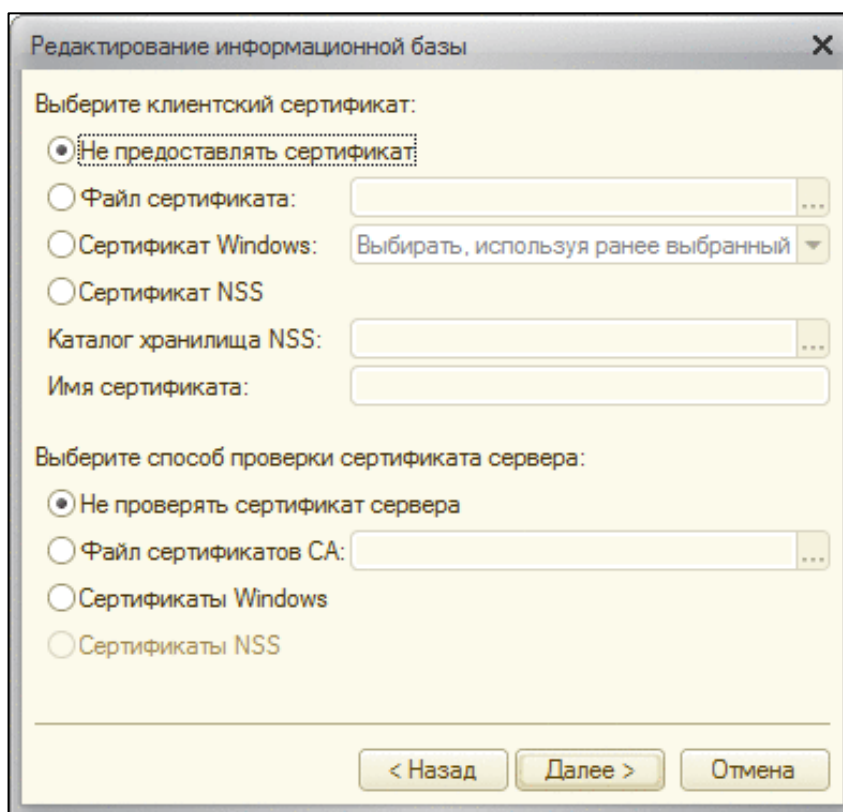 Редактирование информационной базы
Выберите клиентский сертификат:
Не предоставлять сертификат
Файл сертификата: ...
Сертификат Windows: Выбирать, используя ранее выбранный
Сертификат NSS
Каталог хранилища NSS: ...
Имя сертификата:
Выберите способ проверки сертификата сервера:
Не проверять сертификат сервера
Файл сертификатов CA: ...
Сертификаты Windows
Сертификаты NSS
< Назад Далее > Отмена